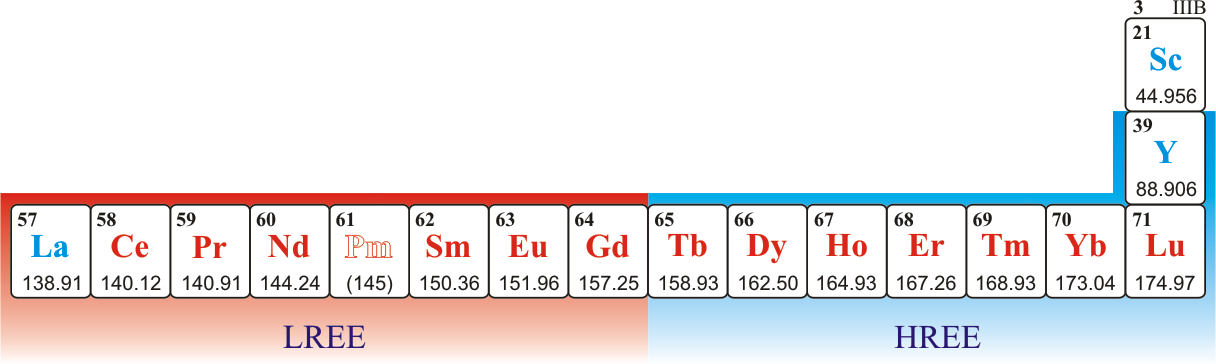 3 IIIB
21
Sc
44.956
39
Y
88.906
57 58 59 60 61 62 63 64 65 66 67 68 69 70 71
La Ce Pr Nd Pm Sm Eu Gd Tb Dy Ho Er Tm Yb Lu
138.91 140.12 140.91 144.24 (145) 150.36 151.96 157.25 158.93 162.50 164.93 167.26 168.93 173.04 174.97
LREE HREE